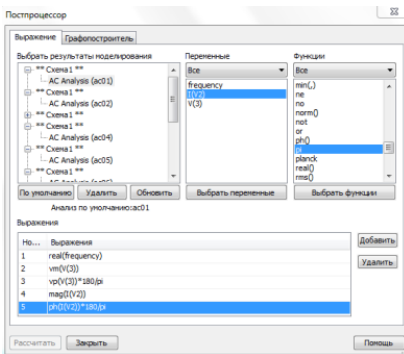 Постпроцессор
Выражение Графопостроитель
Выбрать результаты моделирования Переменные Функции
** Схема1 ** Все Все
AC Analysis (ac01) frequency min(,)
** Схема1 ** I(V2) ne
AC Analysis (ac02) V(3) no
** Схема1 ** norm()
** Схема1 ** not
AC Analysis (ac04) or
** Схема1 ** ph()
AC Analysis (ac05) pi
** Схема1 ** planck
real()
rms()
По умолчанию Удалить Обновить Выбрать переменные Выбрать функции
Анализ по умолчанию:ac01
Выражения
Но... Выражения Добавить
1 real(frequency)
2 vm(V(3)) Удалить
3 vp(V(3))*180/pi
4 mag(I(V2))
5 ph(I(V2))*180/pi
Рассчитать Закрыть Помощь